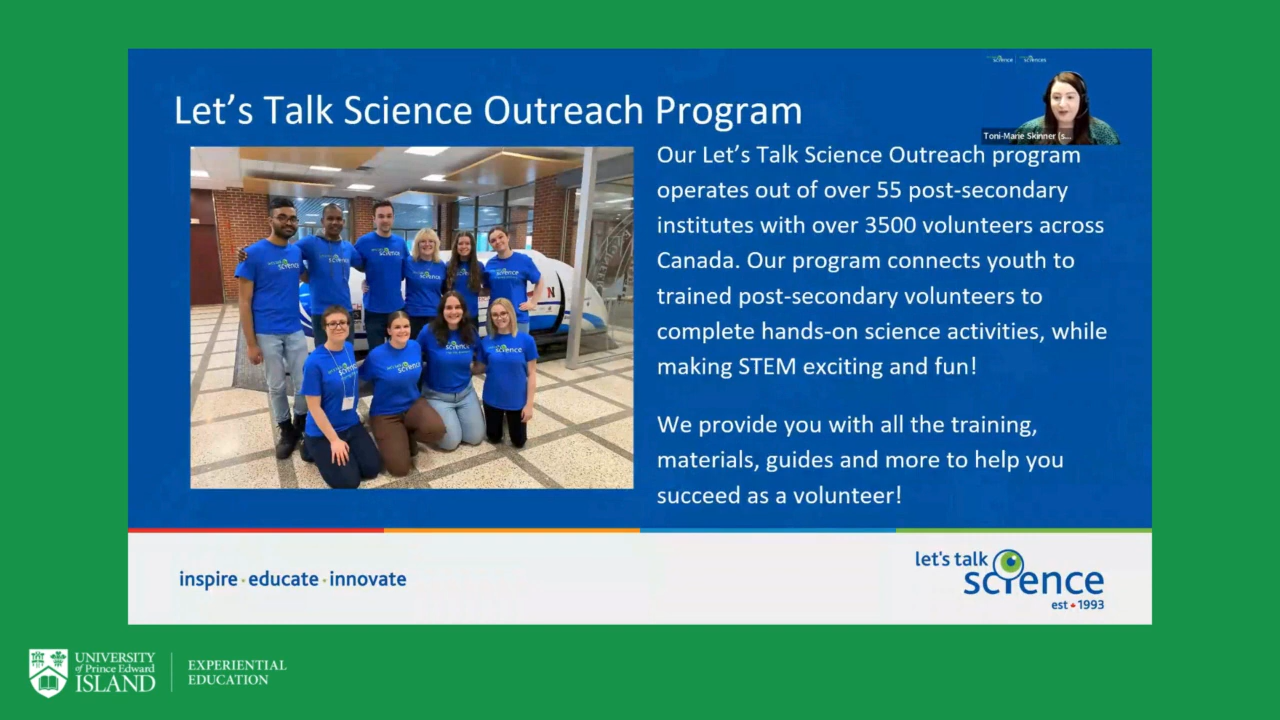 Let's Talk Science Outreach Program
Toni-Marie Skinner (s...
Our Let's Talk Science Outreach program
operates out of over 55 post-secondary
institutes with over 3500 volunteers across
Canada. Our program connects youth to
trained post-secondary volunteers to
complete hands-on science activities, while
making STEM exciting and fun!
We provide you with all the training,
materials, guides and more to help you
succeed as a volunteer!
inspire · educate · innovate
let's talk
science
est 1993
UNIVERSITY
of Prince Edward
ISLAND
EXPERIENTIAL
EDUCATION